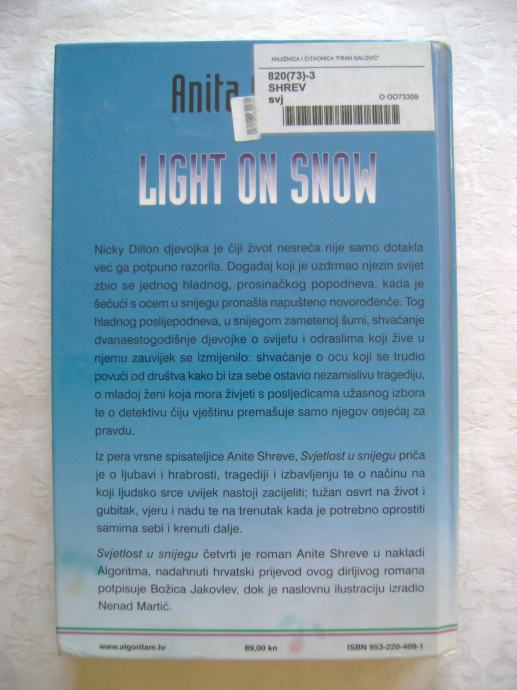 KNJIŽNICA I ČITAONICA "FRAN GALOVIĆ"
820(73)-3
SHREV
svj
O GO73309
Anita
LIGHT ON SNOW
Nicky Dillon djevojka je čiji život nesreća nije samo dotakla
već ga potpuno razorila. Događaj koji je uzdrmao njezin svijet
zbio se jednog hladnog, prosinačkog popodneva, kada je
šećući s ocem u snijegu pronašla napušteno novorođenče. Tog
hladnog poslijepodneva, u snijegom zametenoj šumi, shvaćanje
dvanaestogodišnje djevojke o svijetu i odraslima koji žive u
njemu zauvijek se izmijenilo: shvaćanje o ocu koji se trudio
povući od društva kako bi iza sebe ostavio nezamislivu tragediju,
o mladoj ženi koja mora živjeti s posljedicama užasnog izbora
te o detektivu čiju vještinu premašuje samo njegov osjećaj za
pravdu.
Iz pera vrsne spisateljice Anite Shreve, Svjetlost u snijegu priča
je o ljubavi i hrabrosti, tragediji i izbavljenju te o načinu na
koji ljudsko srce uvijek nastoji zacijeliti; tužan osvrt na život i
gubitak, vjeru i nadu te na trenutak kada je potrebno oprostiti
samima sebi i krenuti dalje.
Svjetlost u snijegu četvrti je roman Anite Shreve u nakladi
Algoritma, nadahnuti hrvatski prijevod ovog dirljivog romana
potpisuje Božica Jakovlev, dok je naslovnu ilustraciju izradio
Nenad Martić.
www.algoritam.hr 89,00 kn ISBN 953-220-409-1